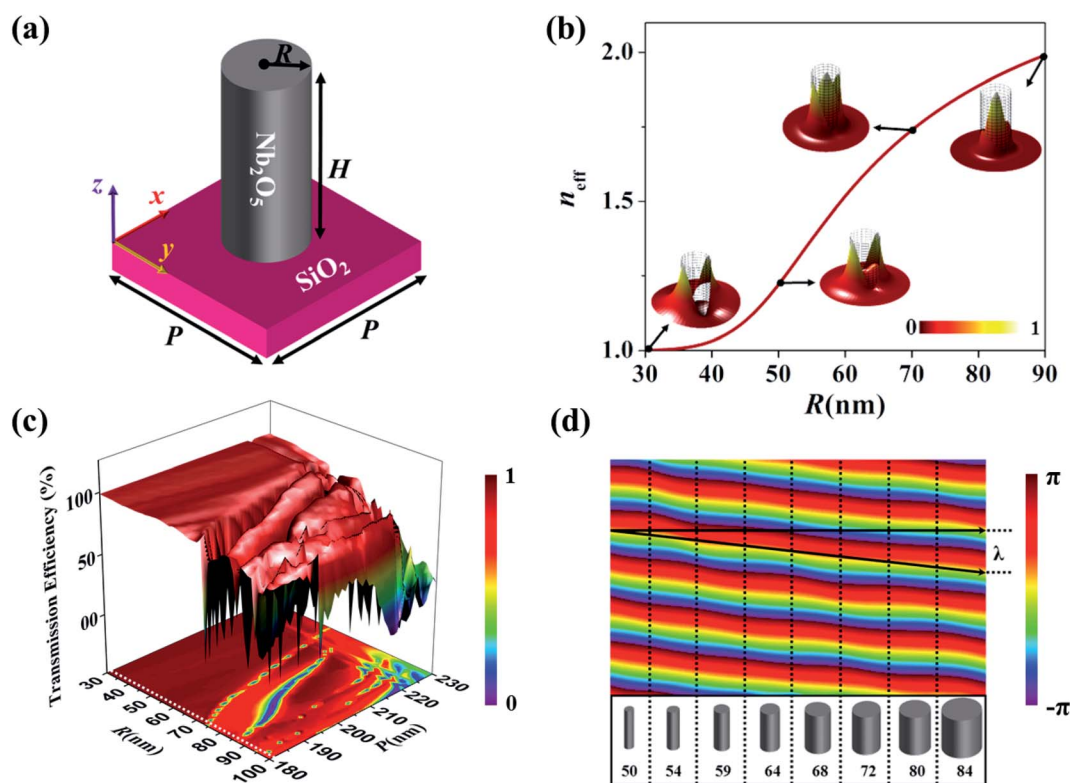 (a)
R
H
Nb₂O₅
z
x
y
SiO₂
P
P
(b)
n_eff
2.0
1.5
1.0
0
1
30
40
50
60
70
80
90
R(nm)
(c)
Transmission Efficiency (%)
100
50
00
30
40
50
60
70
80
90
100
R(nm)
180
190
200
210
220
230
P(nm)
1
0
(d)
λ
π
-π
50 54 59 64 68 72 80 84